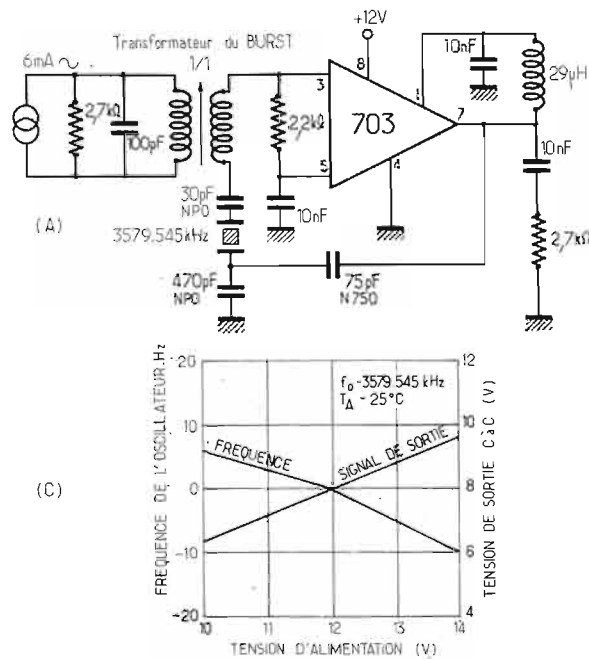 +12V
Transformateur du BURST
1/1
6mA ~
2,7kΩ
100pF
2,2kΩ
3
5
8
1
7
4
703
10nF
29µH
10nF
2,7kΩ
30pF
NPO
10nF
(A)
3579.545kHz
470pF
NPO
75pF
N750
20
10
0
-10
-20
FREQUENCE DE L'OSCILLATEUR.Hz
12
10
8
6
4
TENSION DE SORTIE CàC (V)
f₀-3579.545 kHz
T_A - 25°C
FREQUENCE
SIGNAL DE SORTIE
(C)
10 11 12 13 14
TENSION D'ALIMENTATION (V)